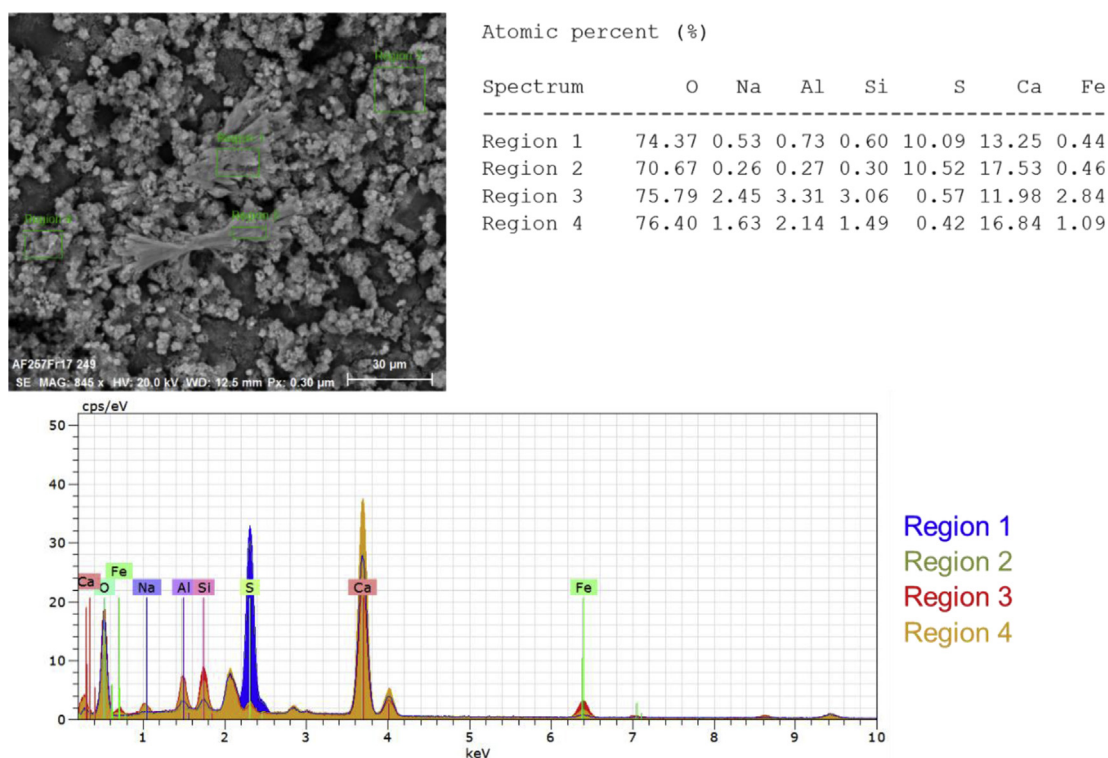 Atomic percent (%)
Spectrum O Na Al Si S Ca Fe
Region 1 74.37 0.53 0.73 0.60 10.09 13.25 0.44
Region 2 70.67 0.26 0.27 0.30 10.52 17.53 0.46
Region 3 75.79 2.45 3.31 3.06 0.57 11.98 2.84
Region 4 76.40 1.63 2.14 1.49 0.42 16.84 1.09
Region
Region
Region
Region
AF257Fr17 249
30 µm
SE MAG: 845 x HV: 20.0 kV WD: 12.5 mm Px: 0.30 µm
cps/eV
50
40
30
20
10
0
Ca O Fe Na Al Si S Ca Fe
1 2 3 4 5 6 7 8 9 10
keV
Region 1
Region 2
Region 3
Region 4